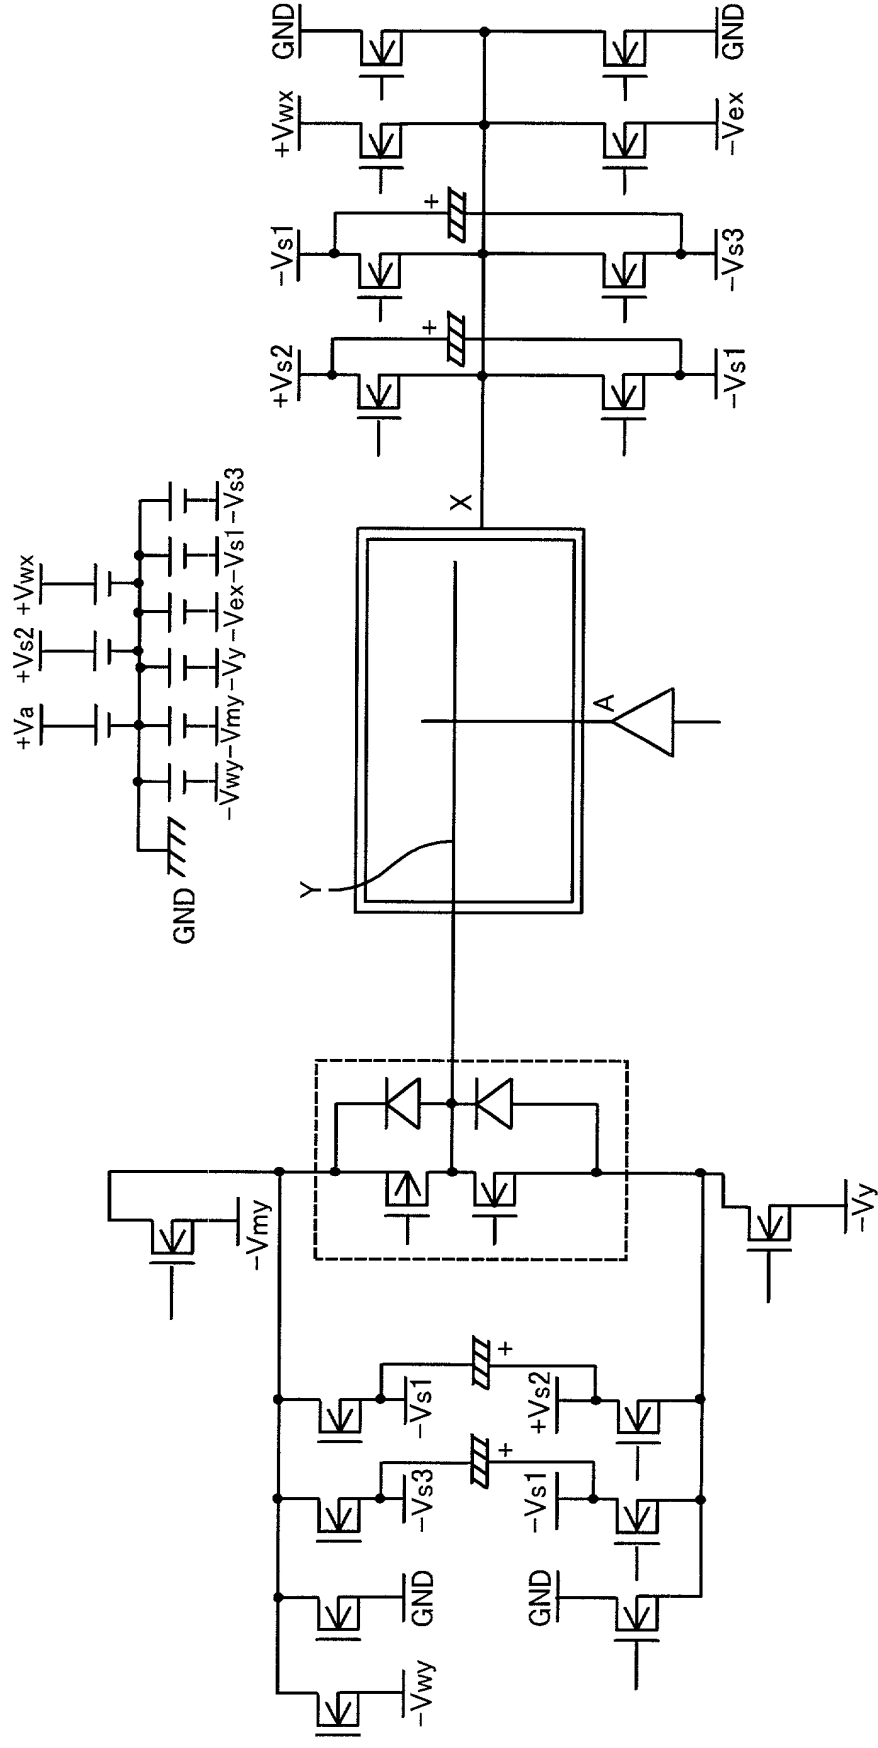 GND
+Vwx
-Vs1
+Vs2
GND
-Vex
-Vs3
-Vs1
+
+
X
+Va
+Vs2
+Vwx
GND
-Vwy
-Vmy
-Vy
-Vex
-Vs1
-Vs3
A
Y
-Vmy
-Vy
-Vs1
-Vs3
GND
-Vwy
+
+
+Vs2
-Vs1
GND